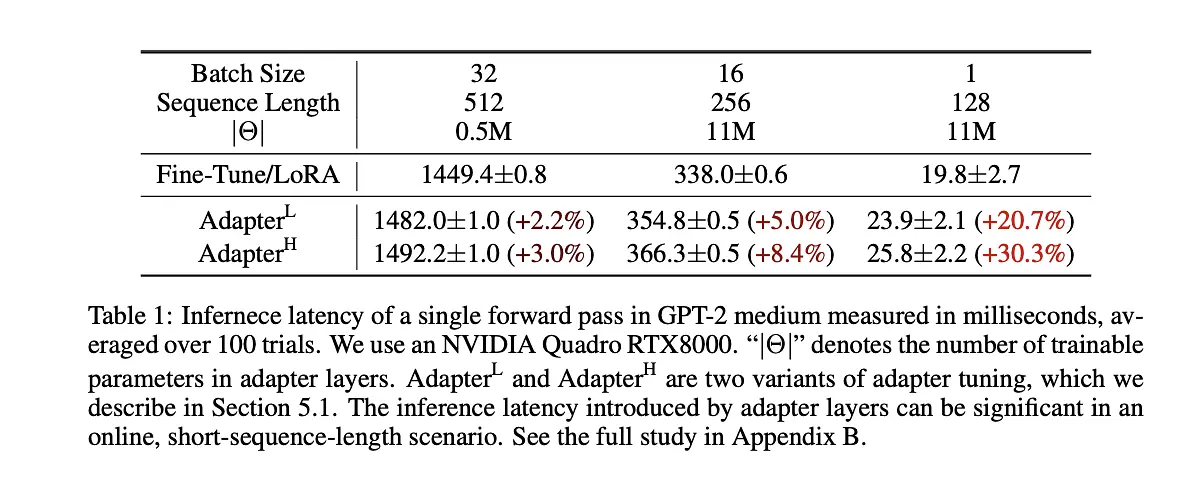 Batch Size 32 16 1
Sequence Length 512 256 128
|Θ| 0.5M 11M 11M
Fine-Tune/LoRA 1449.4±0.8 338.0±0.6 19.8±2.7
Adapter^L 1482.0±1.0 (+2.2%) 354.8±0.5 (+5.0%) 23.9±2.1 (+20.7%)
Adapter^H 1492.2±1.0 (+3.0%) 366.3±0.5 (+8.4%) 25.8±2.2 (+30.3%)
Table 1: Infernece latency of a single forward pass in GPT-2 medium measured in milliseconds, av-
eraged over 100 trials. We use an NVIDIA Quadro RTX8000. “|Θ|” denotes the number of trainable
parameters in adapter layers. Adapter^L and Adapter^H are two variants of adapter tuning, which we
describe in Section 5.1. The inference latency introduced by adapter layers can be significant in an
online, short-sequence-length scenario. See the full study in Appendix B.